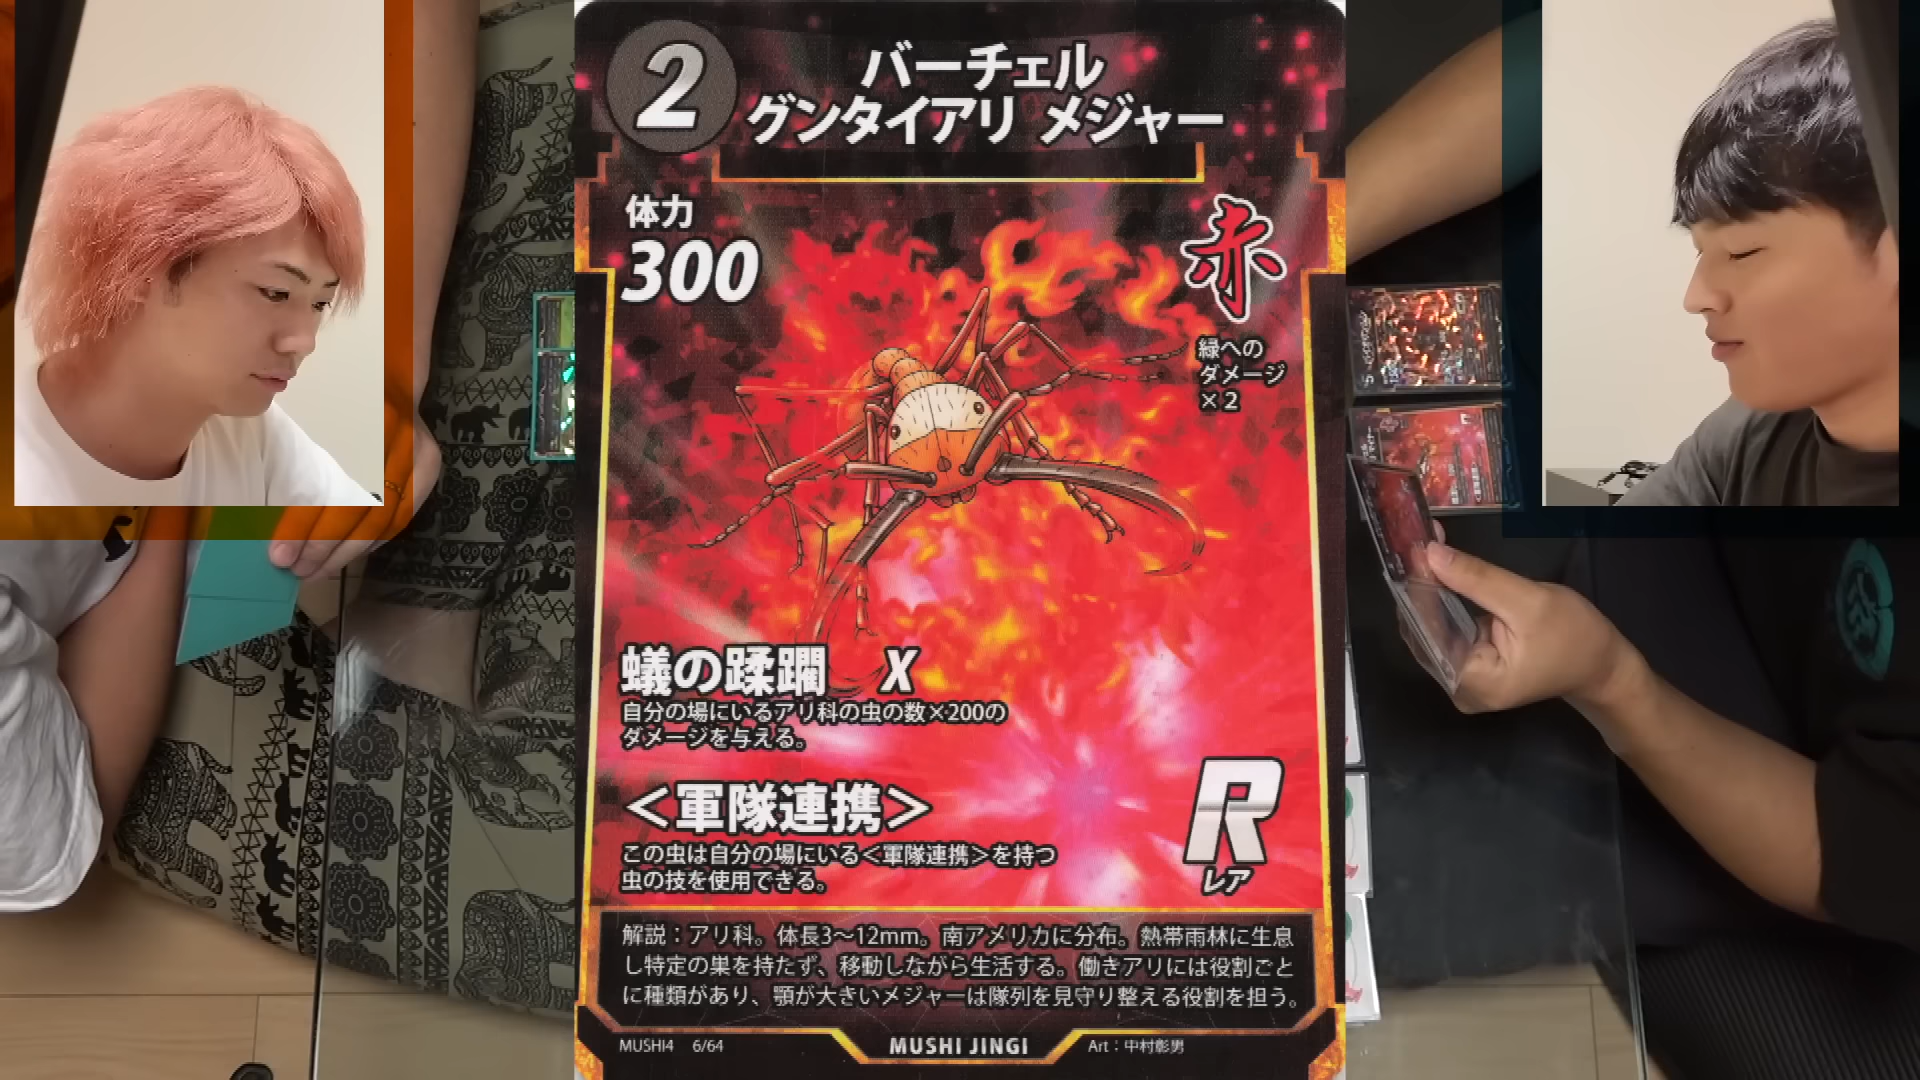 2
バーチェル
グンタイアリ メジャー
体力
300
赤
緑への
ダメージ
×2
蟻の蹂躙 X
自分の場にいるアリ科の虫の数×200の
ダメージを与える。
＜軍隊連携＞
この虫は自分の場にいる＜軍隊連携＞を持つ
虫の技を使用できる。
R
レア
解説：アリ科。体長3～12mm。南アメリカに分布。熱帯雨林に生息
し特定の巣を持たず、移動しながら生活する。働きアリには役割ごと
に種類があり、顎が大きいメジャーは隊列を見守り整える役割を担う。
MUSHI4 6/64
MUSHI JINGI
Art：中村彰男